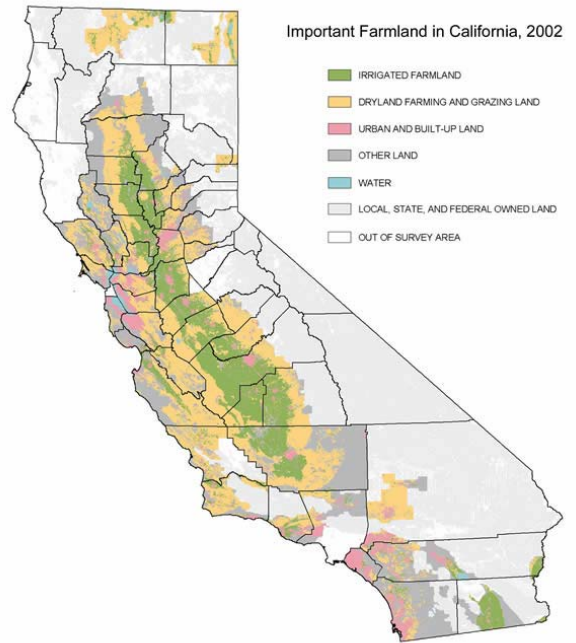 Important Farmland in California, 2002
IRRIGATED FARMLAND
DRYLAND FARMING AND GRAZING LAND
URBAN AND BUILT-UP LAND
OTHER LAND
WATER
LOCAL, STATE, AND FEDERAL OWNED LAND
OUT OF SURVEY AREA